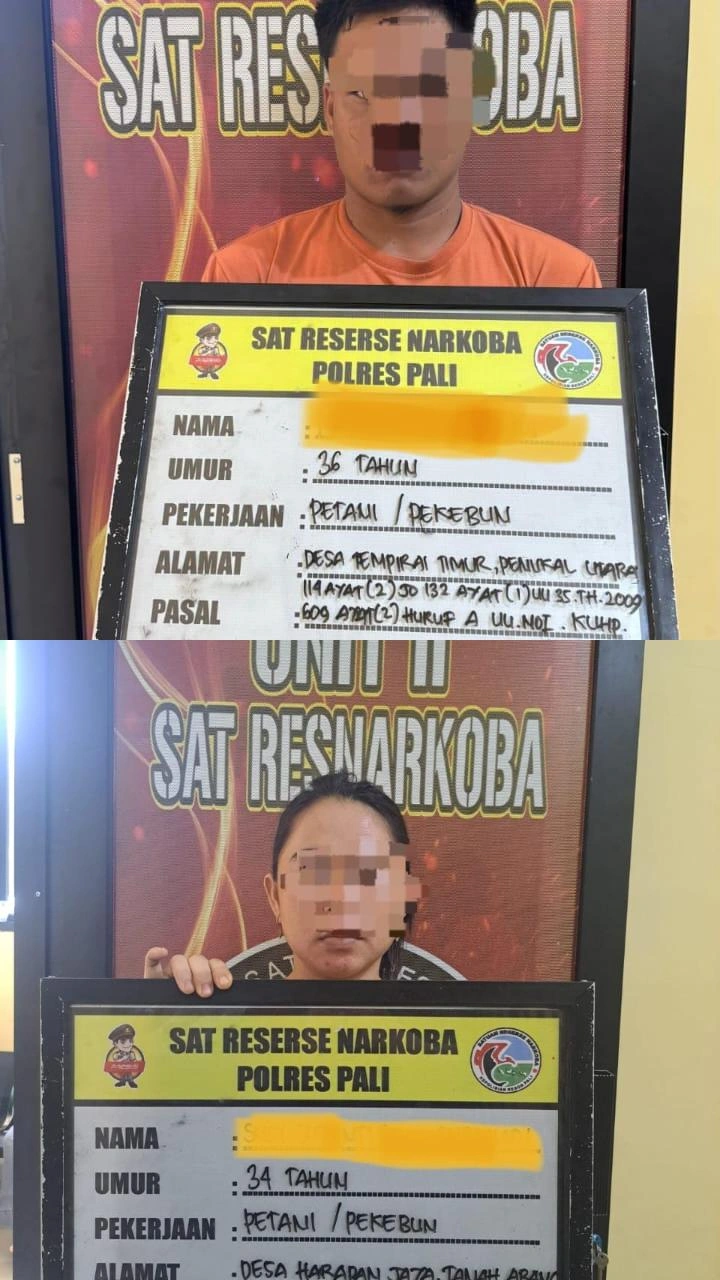 SAT RES OBA
SAT RESERSE NARKOBA
POLRES PALI
NAMA :
UMUR : 36 TAHUN
PEKERJAAN : PETANI / PEKEBUN
ALAMAT : DESA TEMPIRAI TIMUR, PENUKAL UTARA
114 AYAT (2) JO 132 AYAT (1) UU 35.TH.2009
PASAL : 609 AYAT (2) HURUF A UU.NO1 . KUHP.
UNIT II
SAT RESNARKOBA
SAT RES
SAT RESERSE NARKOBA
POLRES PALI
NAMA :
UMUR : 34 TAHUN
PEKERJAAN : PETANI / PEKEBUN
ALAMAT : DESA HARAPAN JAYA, TANAH ABANG